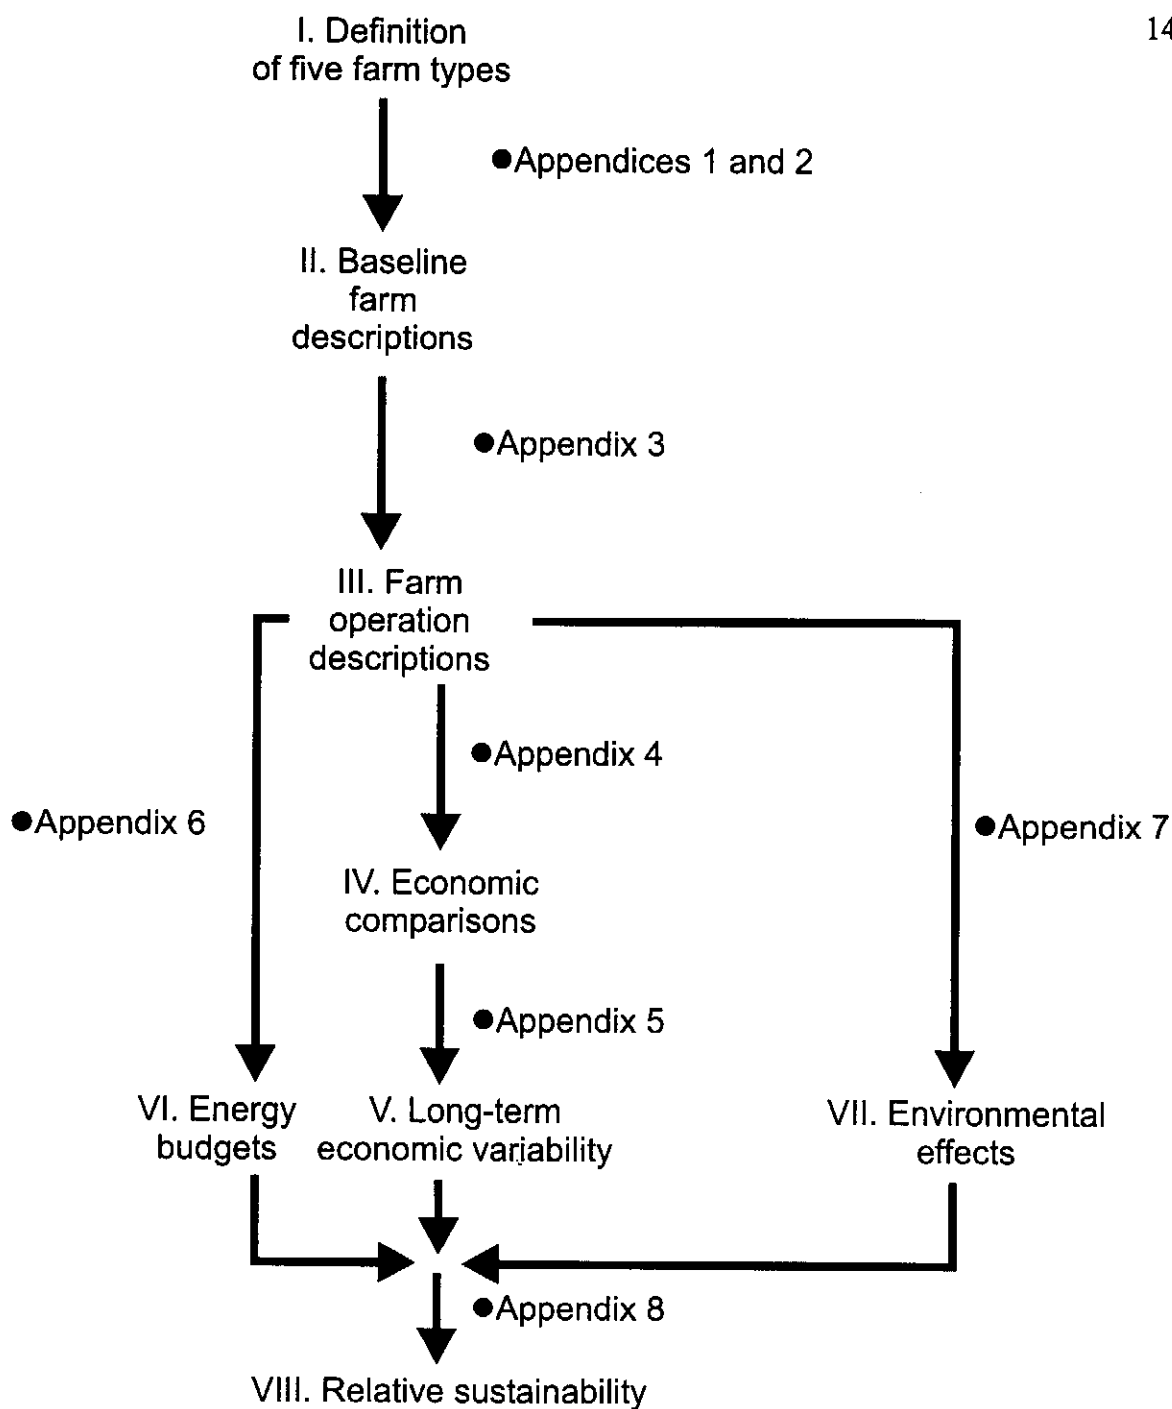 14
I. Definition
of five farm types
●Appendices 1 and 2
II. Baseline
farm
descriptions
●Appendix 3
III. Farm
operation
descriptions
●Appendix 4
●Appendix 6
●Appendix 7
IV. Economic
comparisons
●Appendix 5
VI. Energy
budgets
V. Long-term
economic variability
VII. Environmental
effects
●Appendix 8
VIII. Relative sustainability